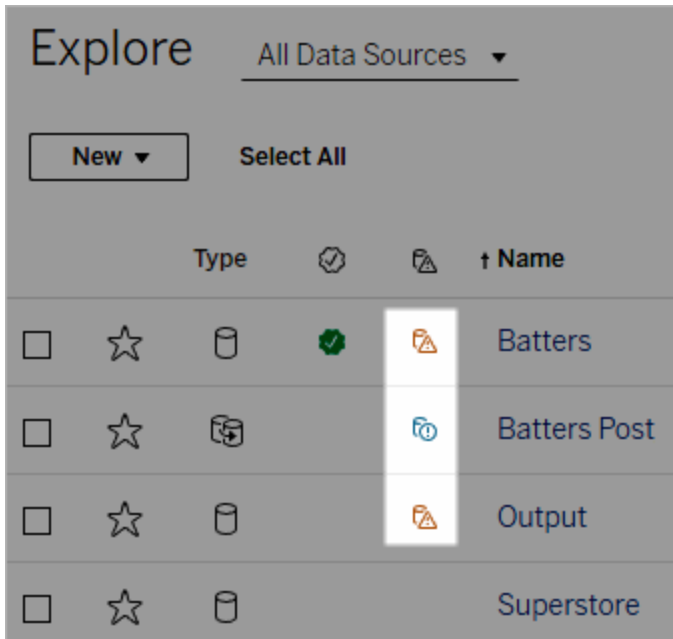 Explore All Data Sources
New Select All
Type Name
Batters
Batters Post
Output
Superstore